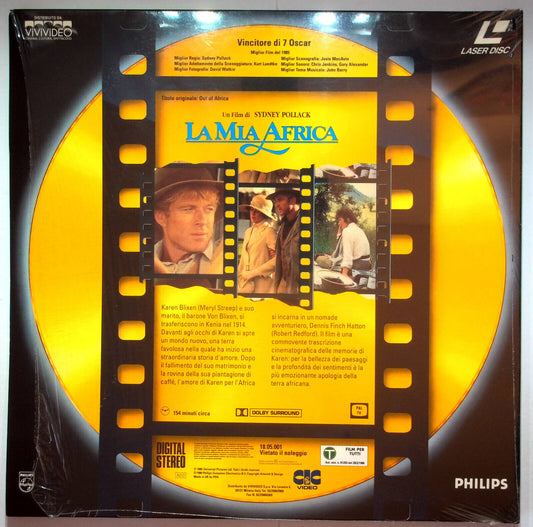 DISTRIBUITO DA
VIVIVIDEO
LASER DISC
Vincitore di 7 Oscar
Miglior Film del 1985
Miglior Regia: Sydney Pollack
Miglior Adattamento della Sceneggiatura: Kurt Luedtke
Miglior Fotografia: David Watkin
Miglior Scenografia: Josie MacAvin
Miglior Sonoro: Chris Jenkins, Gary Alexander
Miglior Tema Musicale: John Barry
Titolo originale: Out of Africa
Un Film di SYDNEY POLLACK
LA MIA AFRICA
Karen Blixen (Meryl Streep) e suo
marito, il barone Von Blixen, si
trasferiscono in Kenia nel 1914.
Davanti agli occhi di Karen si apre
un mondo nuovo, una terra
favolosa nella quale ha inizio una
straordinaria storia d'amore. Dopo
il fallimento del suo matrimonio e
la rovina della sua piantagione di
caffè, l'amore di Karen per l'Africa
si incarna in un nomade
avventuriero, Dennis Finch Hatton
(Robert Redford). Il film è una
commovente trascrizione
cinematografica delle memorie di
Karen: per la bellezza dei paesaggi
e la profondità dei sentimenti è la
più emozionante apologia della
terra africana.
154 minuti circa
DOLBY SURROUND
PAL
DIGITAL
STEREO
18.05.001
Vietato il noleggio
T
FILM PER
TUTTI
CIC
VIDEO
Distribuito da VIVIVIDEO
PHILIPS
PHILIPS